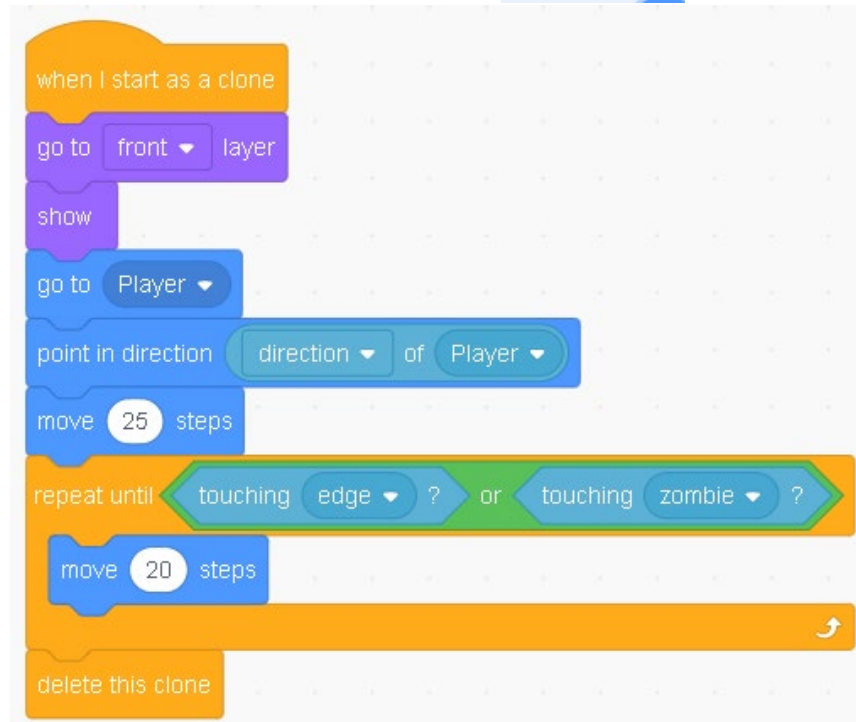 when I start as a clone
go to front layer
show
go to Player
point in direction direction of Player
move 25 steps
repeat until touching edge ? or touching zombie ?
move 20 steps
delete this clone